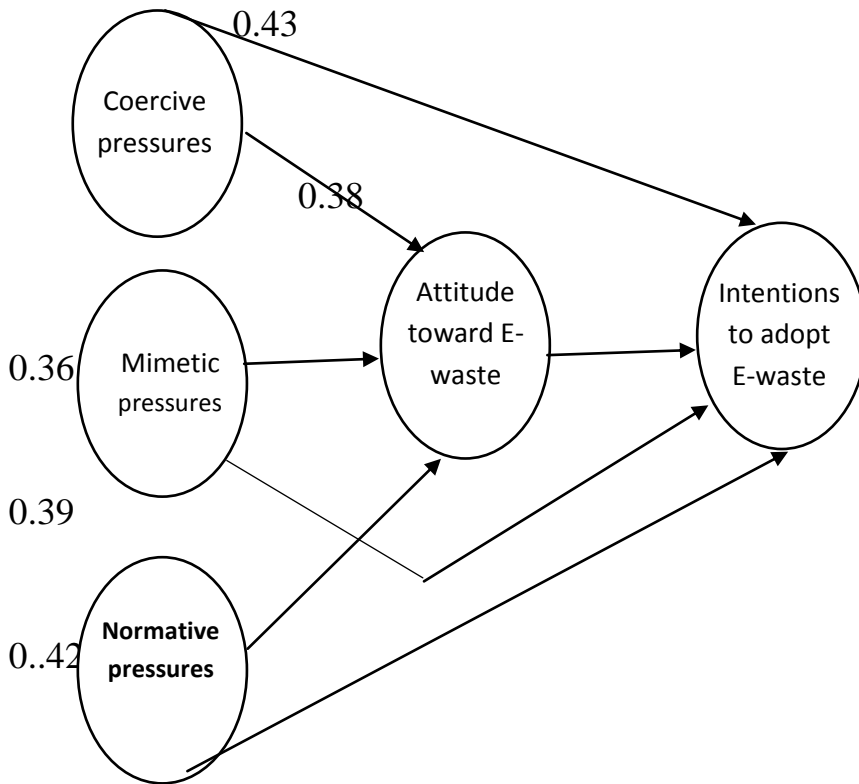 0.43
Coercive
pressures
0.38
Attitude
toward E-
waste
Intentions
to adopt
E-waste
0.36
Mimetic
pressures
0.39
Normative
pressures
0..42